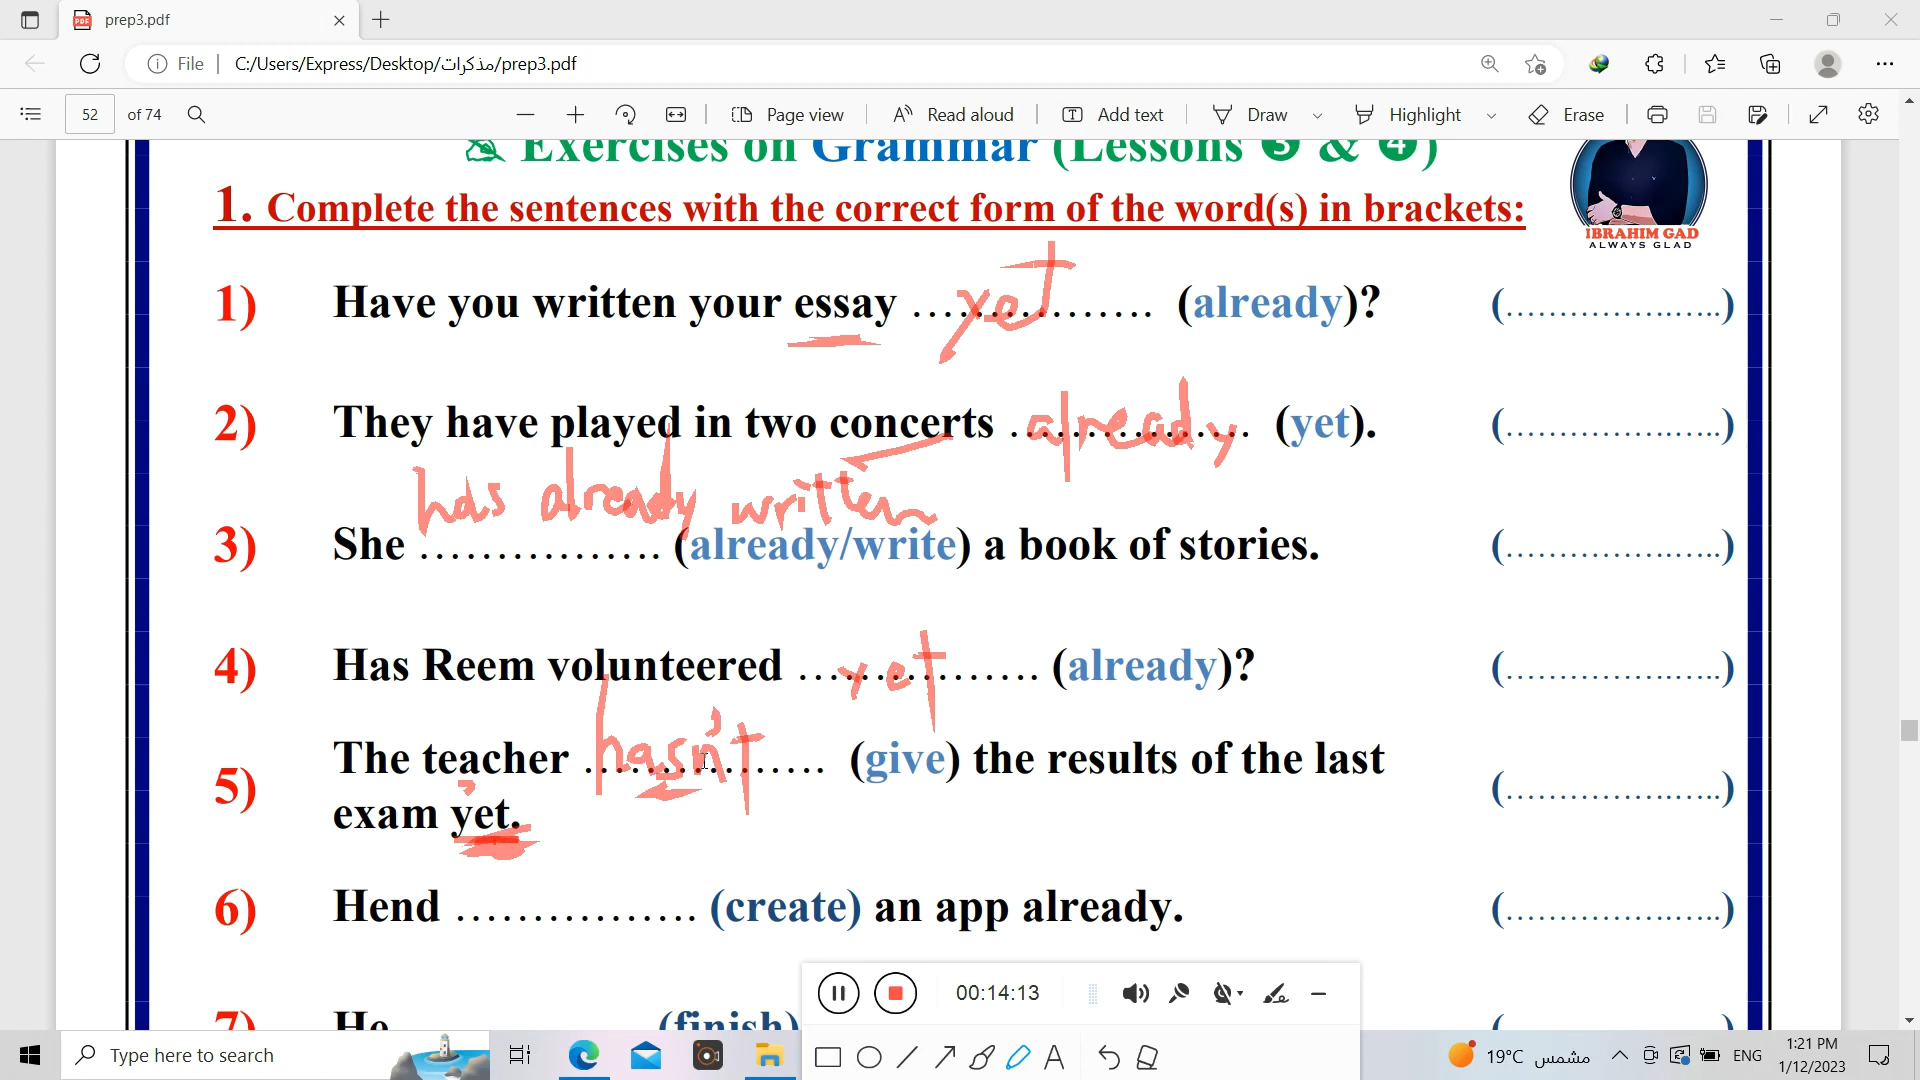 prep3.pdf
File C:/Users/Express/Desktop/مذكرات/prep3.pdf
52 of 74 Page view Read aloud Add text Draw Highlight Erase
Exercises on Grammar (Lessons 3 & 4)
1. Complete the sentences with the correct form of the word(s) in brackets:
IBRAHIM GAD
ALWAYS GLAD
yet
1) Have you written your essay ................ (already)? (......................)
already
2) They have played in two concerts ................ (yet). (......................)
has already written
3) She ................ (already/write) a book of stories. (......................)
yet
4) Has Reem volunteered ................ (already)? (......................)
hasn't
5) The teacher ................ (give) the results of the last
exam yet. (......................)
6) Hend ................ (create) an app already. (......................)
7) He (finish)
00:14:13
Type here to search
19°C مشمس ENG
1:21 PM
1/12/2023